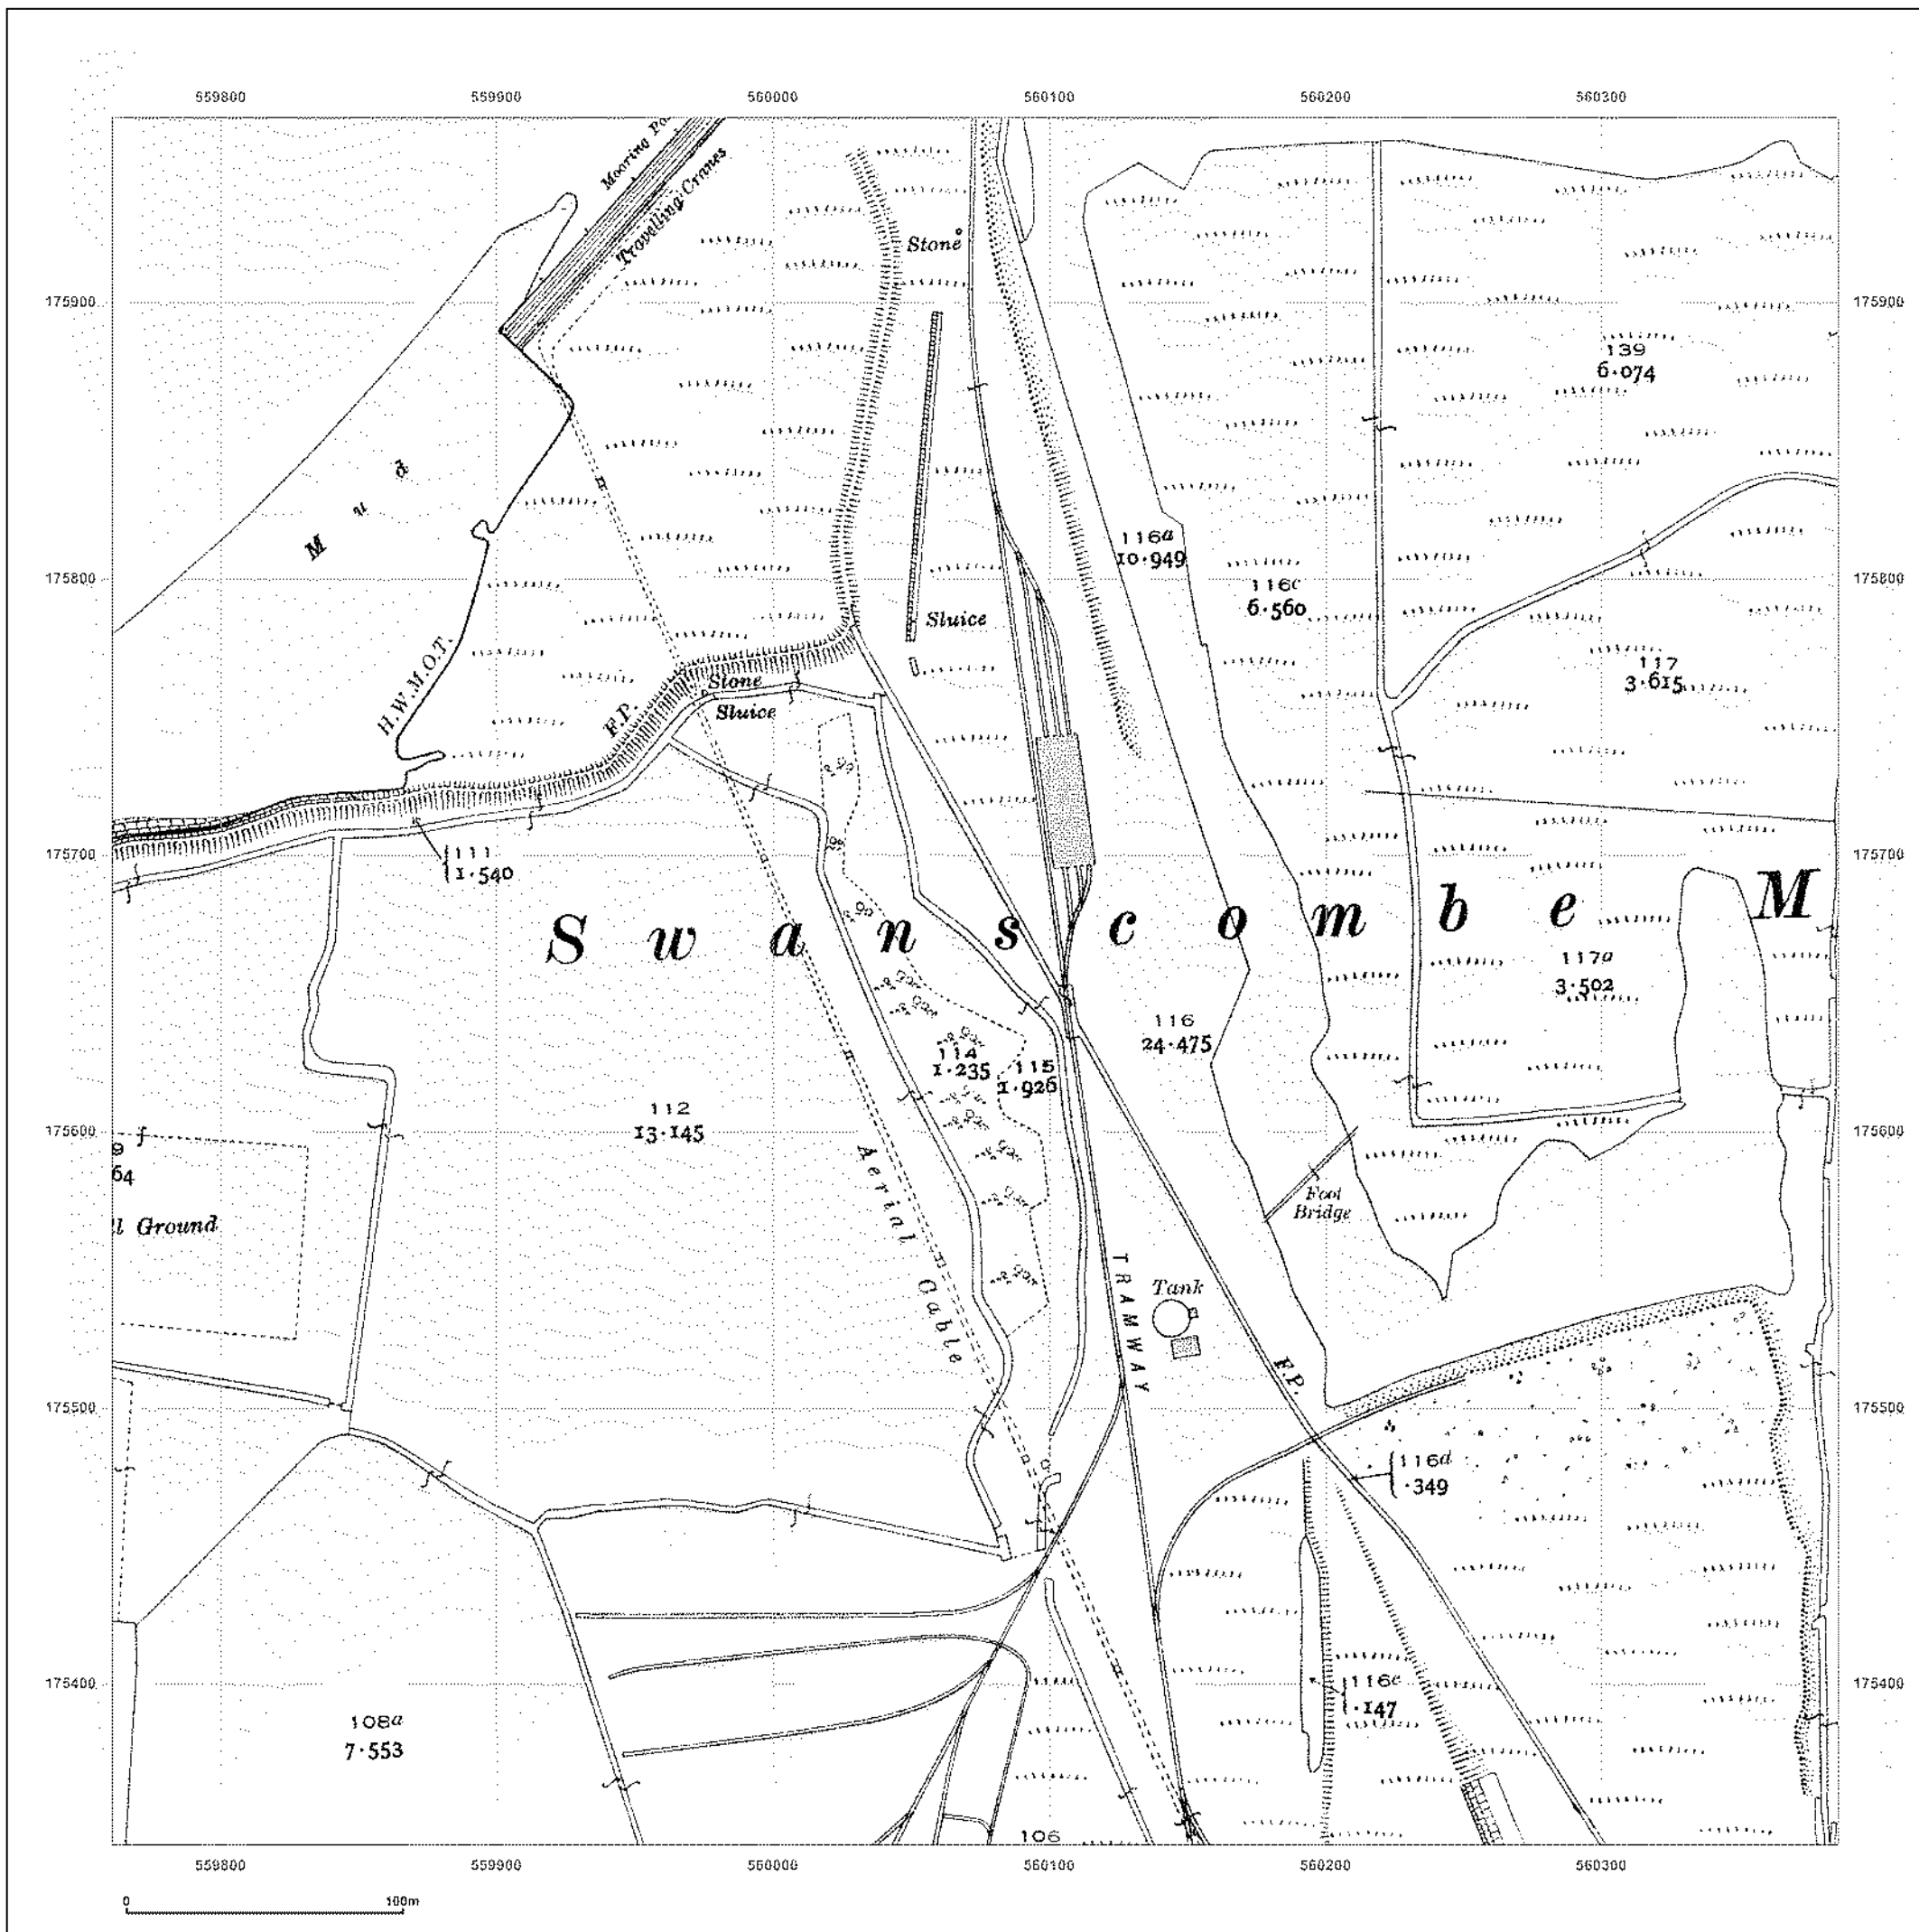 559800 559900 560000 560100 560200 560300
Mooring Po
Travelling Cranes
Stone
175900 175900
139
6·074
Mud
116a
10·949
175800 175800
116c
6·560
Sluice
H.W.M.O.T.
117
3·615
Stone
F.P.
Sluice
175700 175700
111
1·540
Swanscombe M
117a
3·502
116
24·475
114
1·235
115
1·926
112
13·145
175600 175600
9
64
Aerial Cable
Foot
Bridge
l Ground
TRAMWAY
Tank
F.P.
175500 175500
116d
·349
175400 175400
·147
108a
7·553
106
559800 559900 560000 560100 560200 560300
0 100m